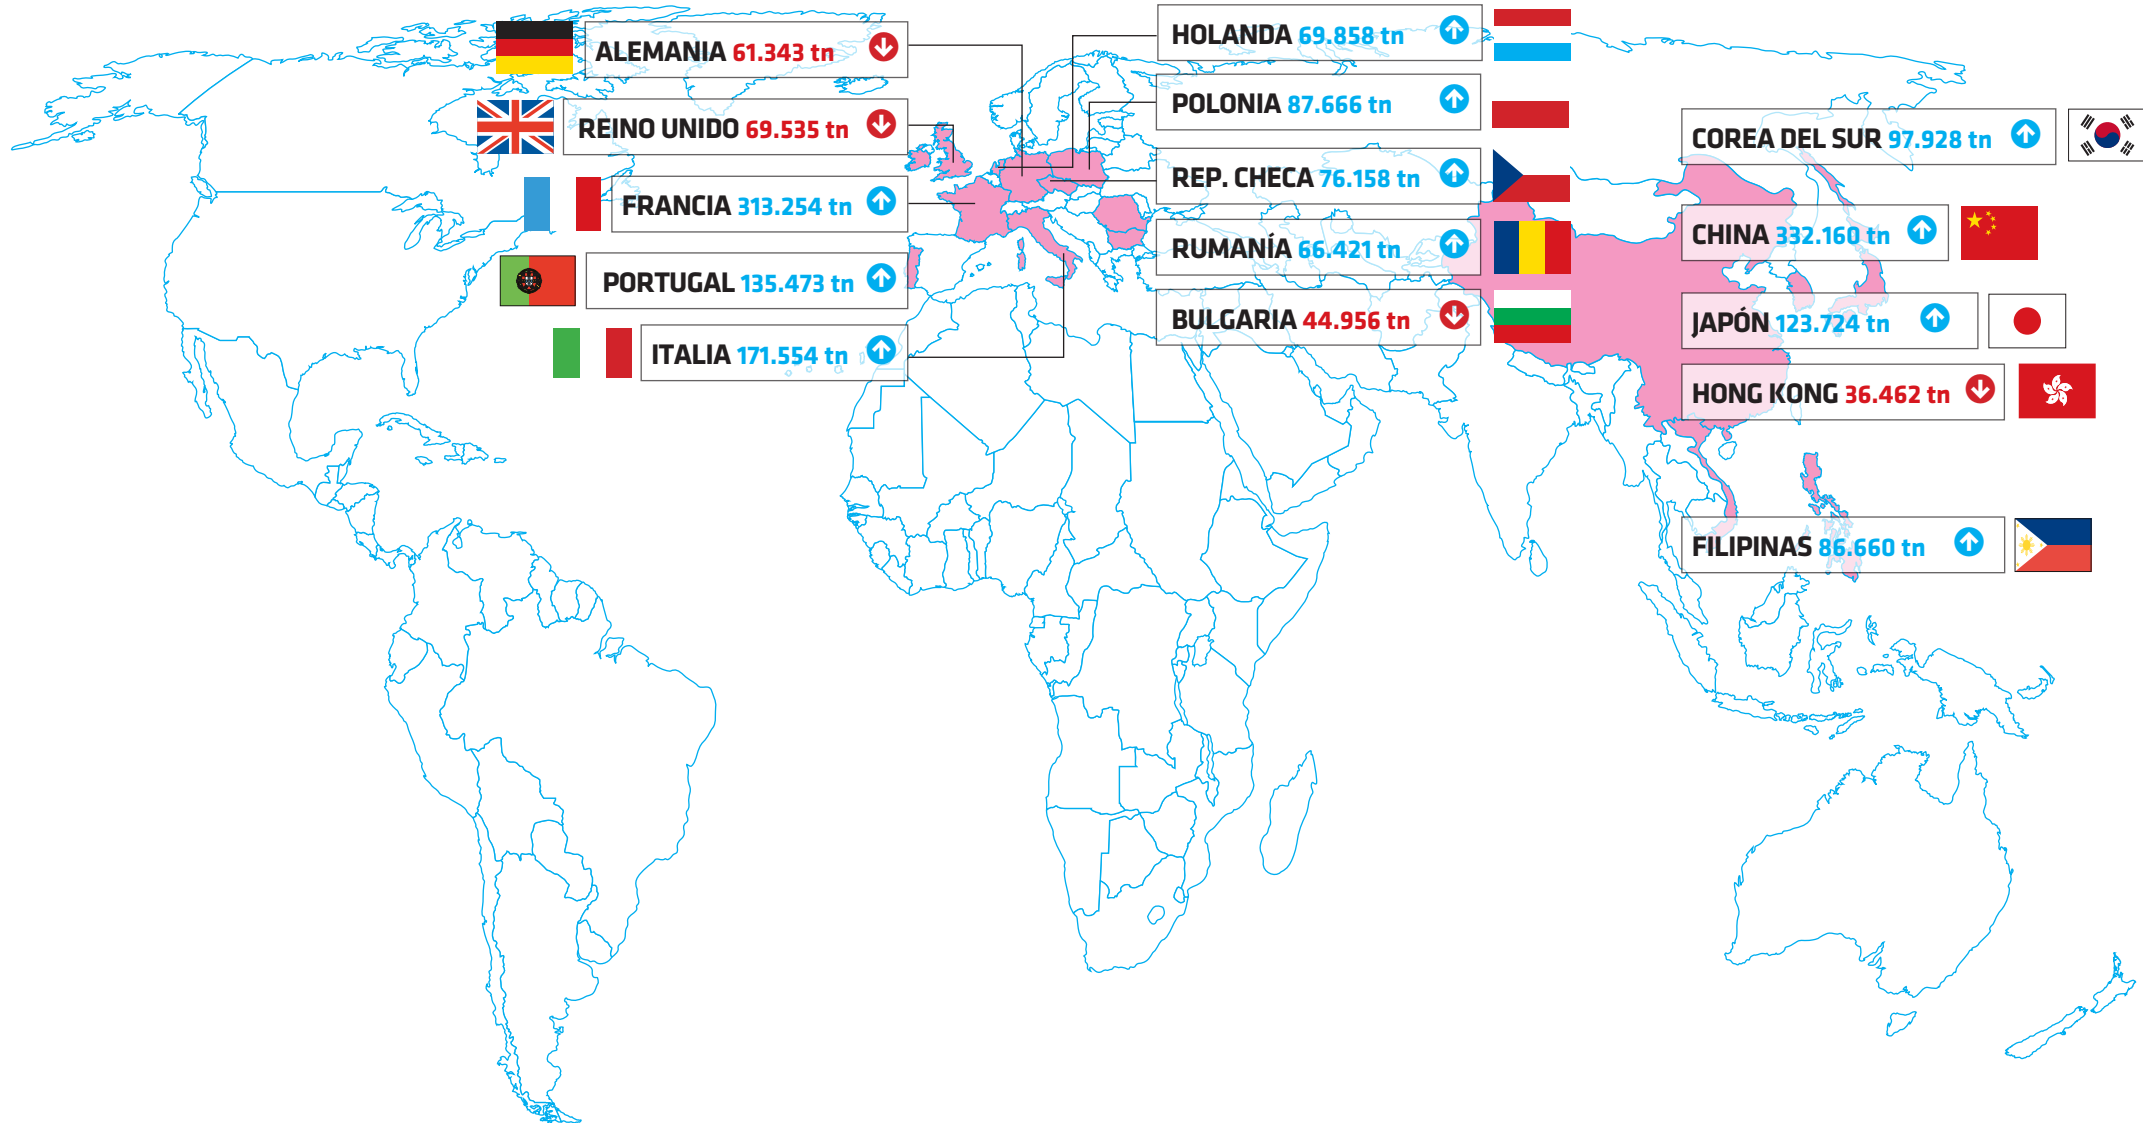 ALEMANIA 61.343 tn
REINO UNIDO 69.535 tn
FRANCIA 313.254 tn
PORTUGAL 135.473 tn
ITALIA 171.554 tn
HOLANDA 69.858 tn
POLONIA 87.666 tn
REP. CHECA 76.158 tn
RUMANÍA 66.421 tn
BULGARIA 44.956 tn
COREA DEL SUR 97.928 tn
CHINA 332.160 tn
JAPÓN 123.724 tn
HONG KONG 36.462 tn
FILIPINAS 86.660 tn